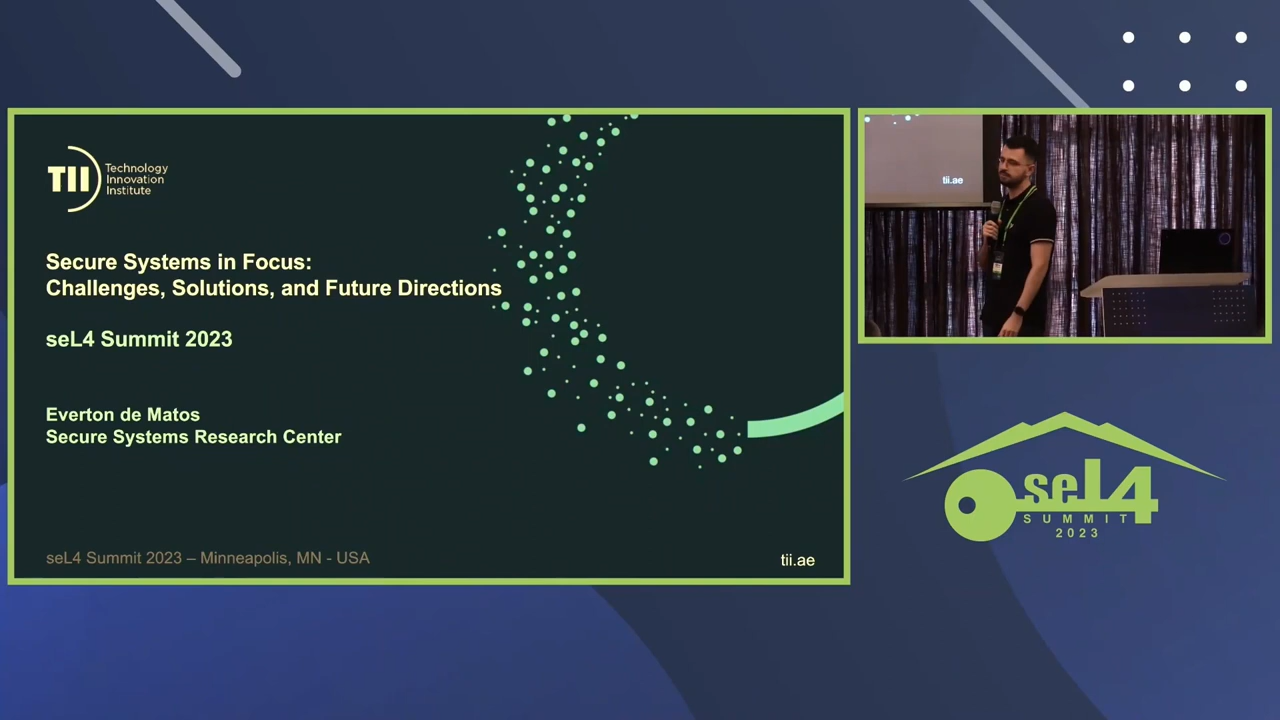 TII Technology
Innovation
Institute
Secure Systems in Focus:
Challenges, Solutions, and Future Directions
seL4 Summit 2023
Everton de Matos
Secure Systems Research Center
seL4 Summit 2023 – Minneapolis, MN - USA
tii.ae
tii.ae
seL4
SUMMIT
2023